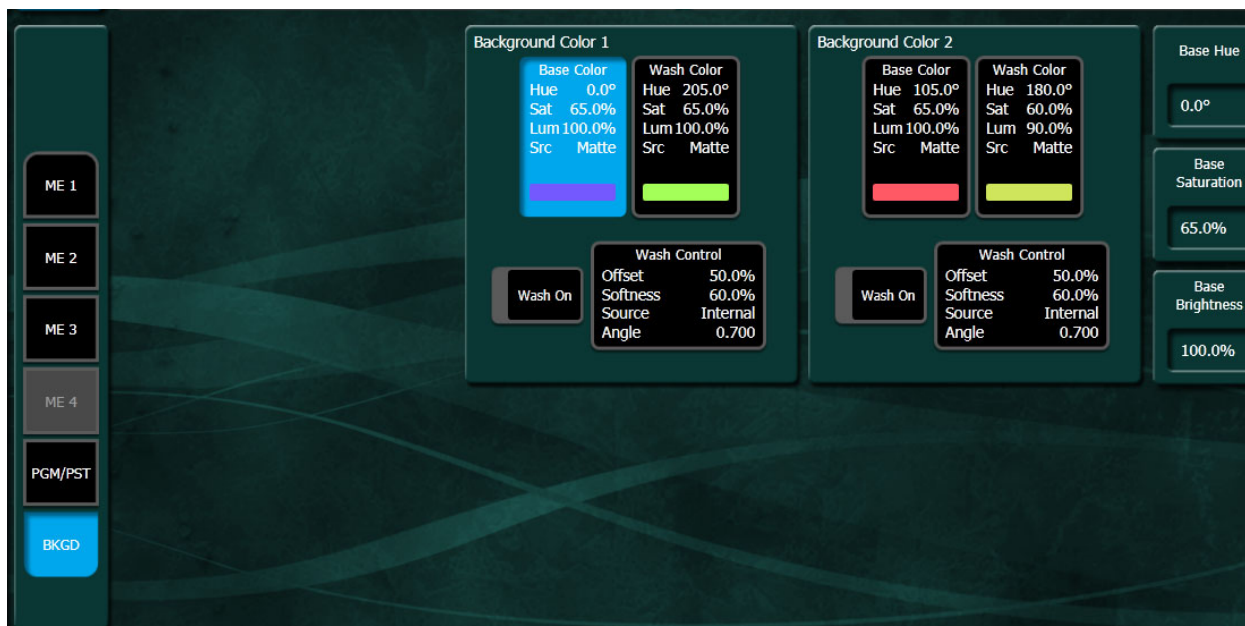 ME 1
ME 2
ME 3
ME 4
PGM/PST
BKGD
Background Color 1
Base Color
Hue 0.0°
Sat 65.0%
Lum 100.0%
Src Matte
Wash Color
Hue 205.0°
Sat 65.0%
Lum 100.0%
Src Matte
Wash On
Wash Control
Offset 50.0%
Softness 60.0%
Source Internal
Angle 0.700
Background Color 2
Base Color
Hue 105.0°
Sat 65.0%
Lum 100.0%
Src Matte
Wash Color
Hue 180.0°
Sat 60.0%
Lum 90.0%
Src Matte
Wash On
Wash Control
Offset 50.0%
Softness 60.0%
Source Internal
Angle 0.700
Base Hue
0.0°
Base
Saturation
65.0%
Base
Brightness
100.0%